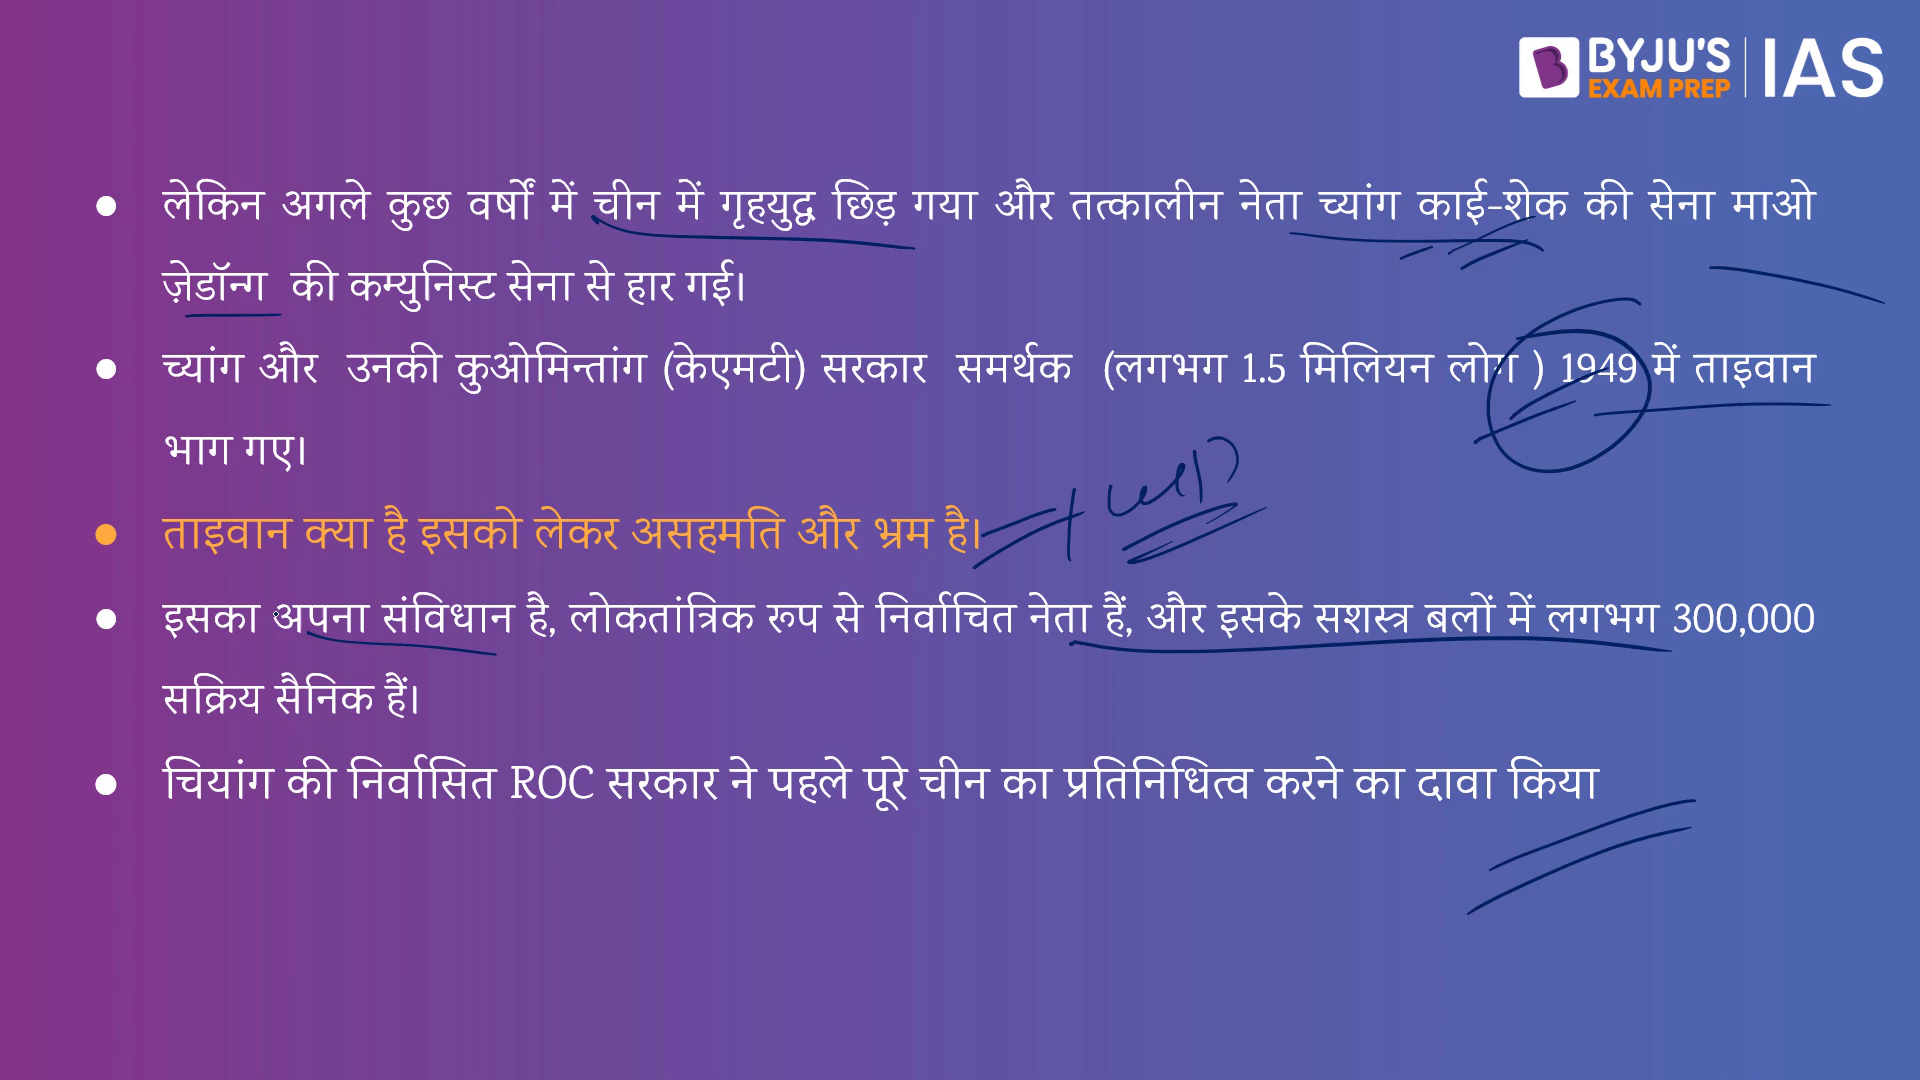 BYJU'S
EXAM PREP
IAS
● लेकिन अगले कुछ वर्षों में चीन में गृहयुद्ध छिड़ गया और तत्कालीन नेता च्यांग काई-शेक की सेना माओ
ज़ेडॉन्ग की कम्युनिस्ट सेना से हार गई।
● च्यांग और उनकी कुओमिन्तांग (केएमटी) सरकार समर्थक (लगभग 1.5 मिलियन लोग ) 1949 में ताइवान
भाग गए।
● ताइवान क्या है इसको लेकर असहमति और भ्रम है।
● इसका अपना संविधान है, लोकतांत्रिक रूप से निर्वाचित नेता हैं, और इसके सशस्त्र बलों में लगभग 300,000
सक्रिय सैनिक हैं।
● चियांग की निर्वासित ROC सरकार ने पहले पूरे चीन का प्रतिनिधित्व करने का दावा किया